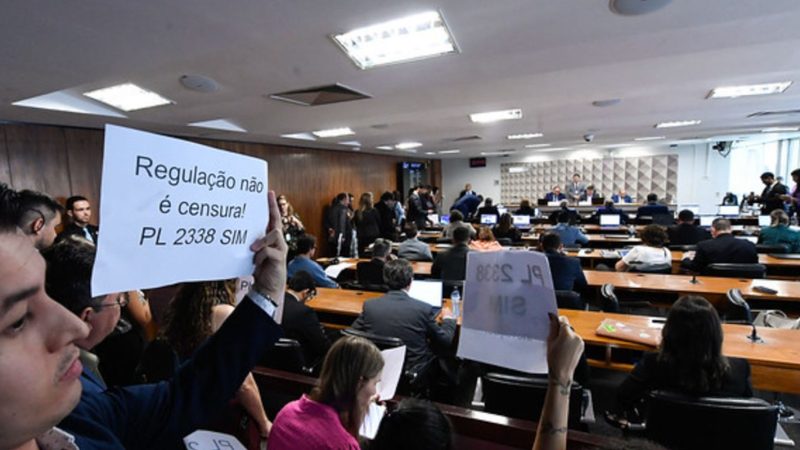 Regulação não
é censura!
PL 2338 SIM
PL 2338
SIM